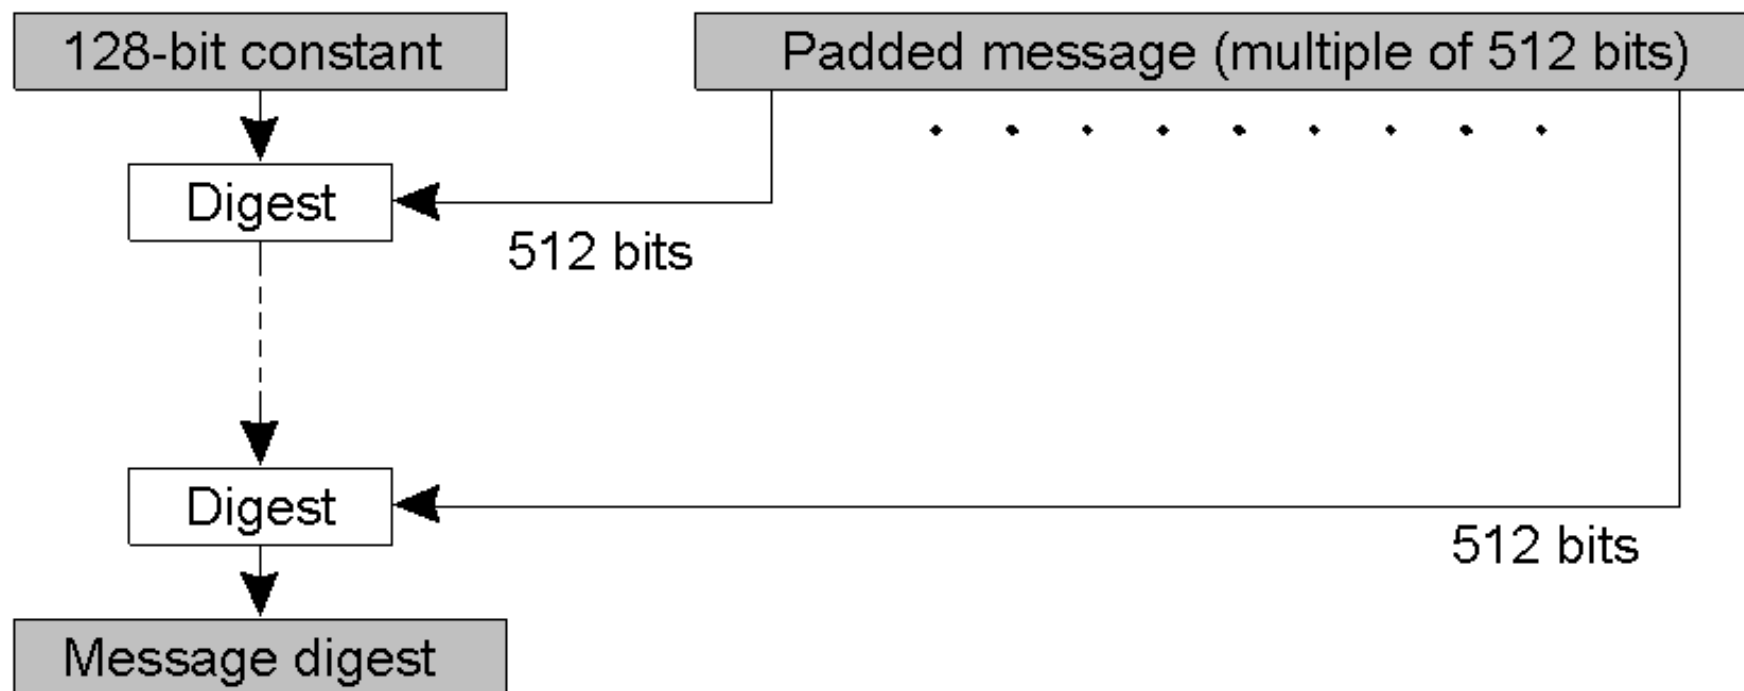 128-bit constant
Padded message (multiple of 512 bits)
Digest
512 bits
Digest
512 bits
Message digest